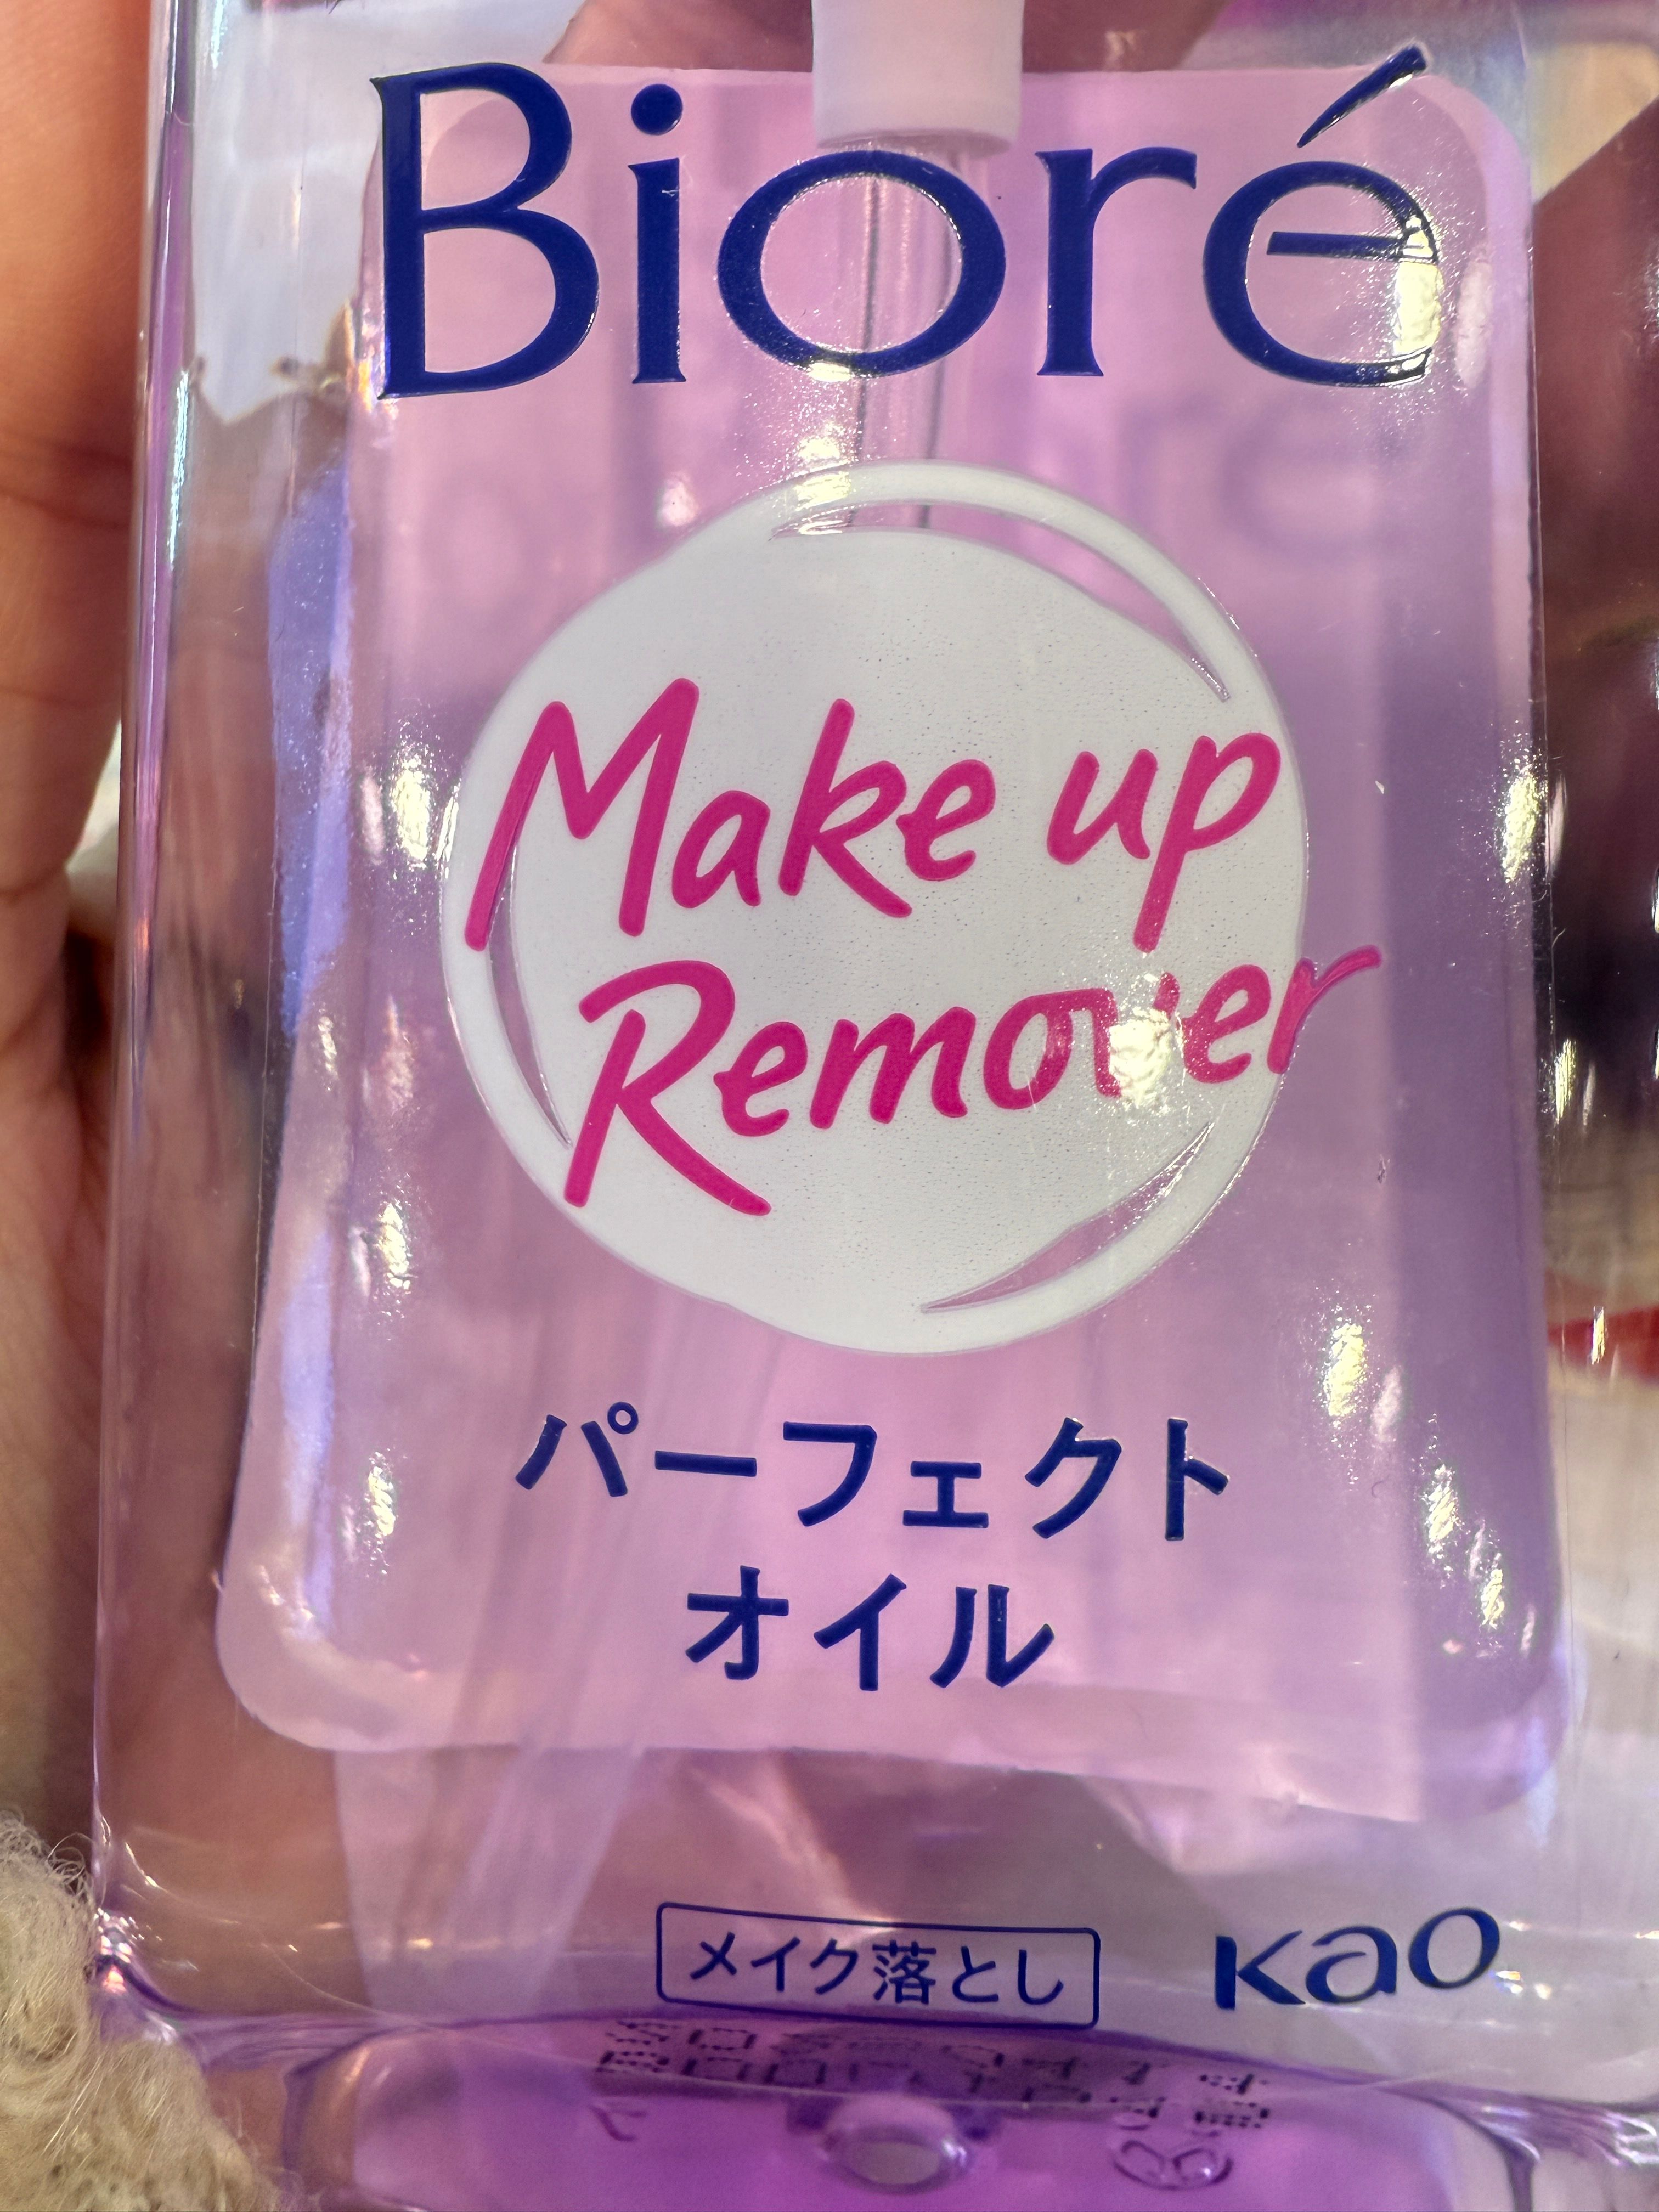 Bioré
Make up
Remover
パーフェクト
オイル
メイク落とし
Kao